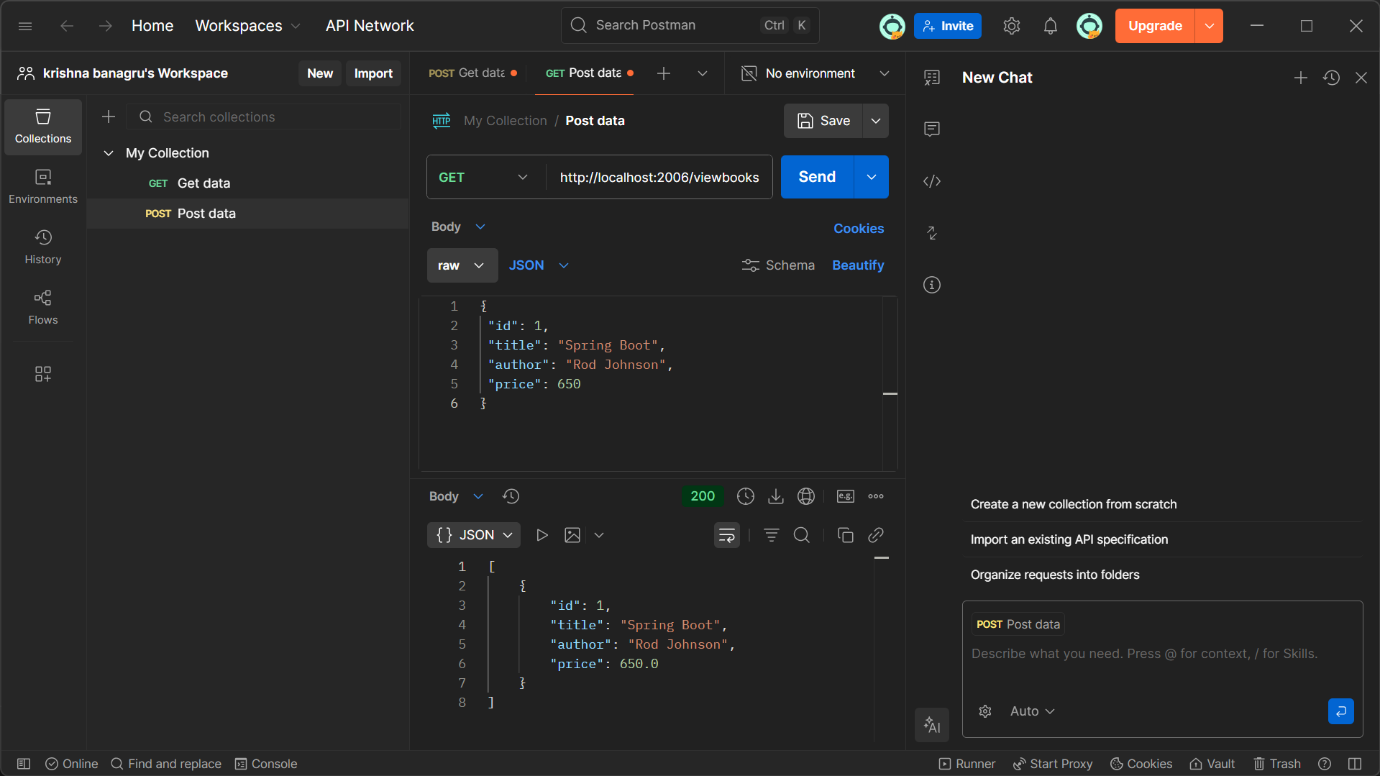 Home Workspaces API Network Search Postman Ctrl K Invite Upgrade
krishna banagru's Workspace New Import
POST Get data GET Post data No environment
New Chat
Collections
Environments
History
Flows
Search collections
My Collection
GET Get data
POST Post data
HTTP My Collection / Post data Save
GET http://localhost:2006/viewbooks Send
Body Cookies
raw JSON Schema Beautify
1 {
2 "id": 1,
3 "title": "Spring Boot",
4 "author": "Rod Johnson",
5 "price": 650
6 }
Body 200 e.g.
{} JSON
1 [
2 {
3 "id": 1,
4 "title": "Spring Boot",
5 "author": "Rod Johnson",
6 "price": 650.0
7 }
8 ]
Create a new collection from scratch
Import an existing API specification
Organize requests into folders
POST Post data
Describe what you need. Press @ for context, / for Skills.
Auto
AI
Online Find and replace Console Runner Start Proxy Cookies Vault Trash